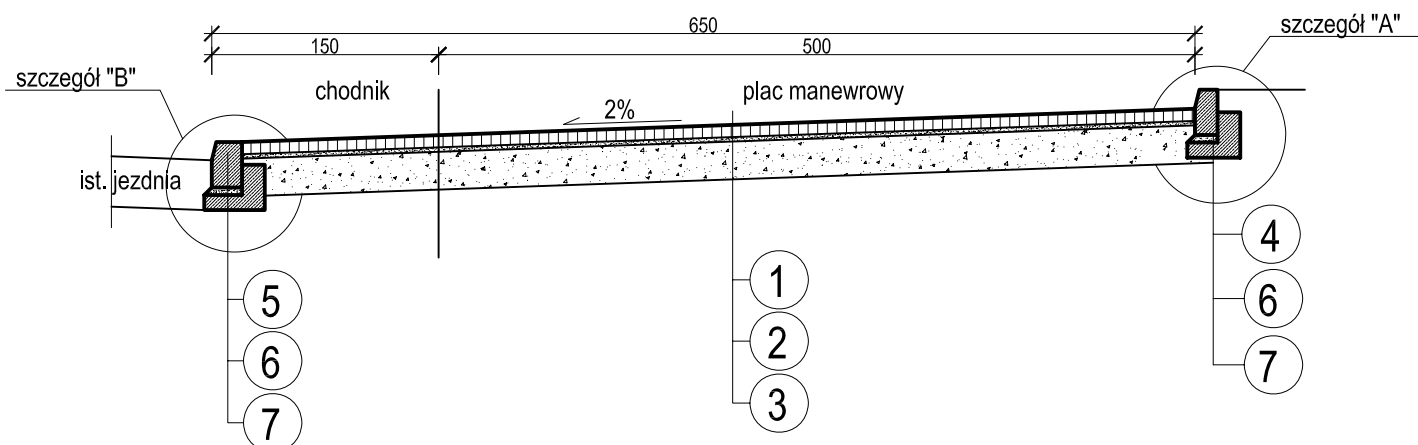 650
szczegół "A"
150
500
szczegół "B"
chodnik
plac manewrowy
2%
ist. jezdnia
4
1
5
6
2
6
7
3
7